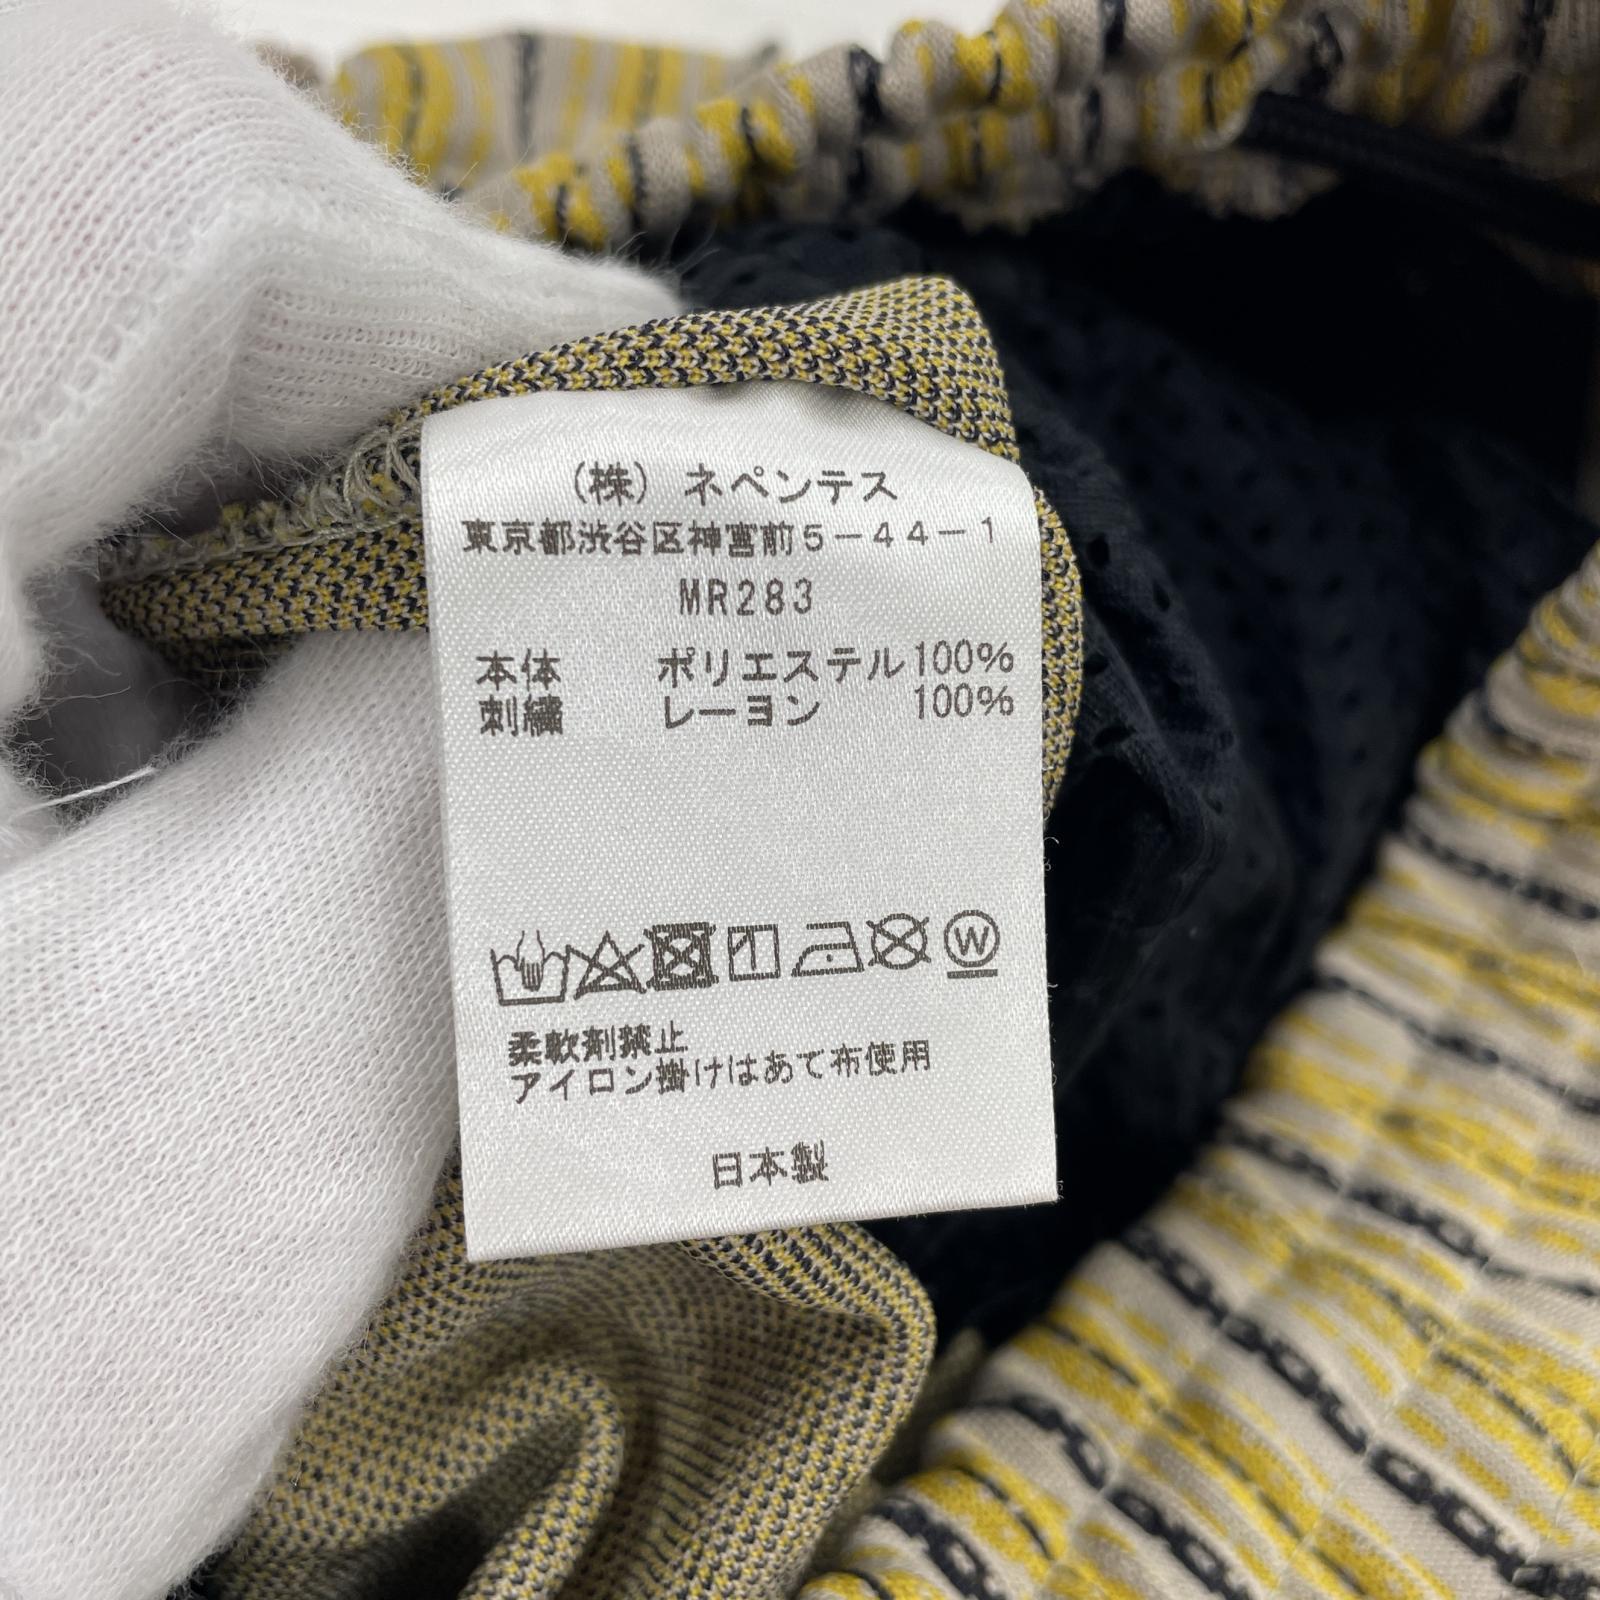 (株) ネペンテス
東京都渋谷区神宮前5-44-1
MR283
本体 ポリエステル100%
刺繍 レーヨン 100%
W
柔軟剤禁止
アイロン掛けはあて布使用
日本製